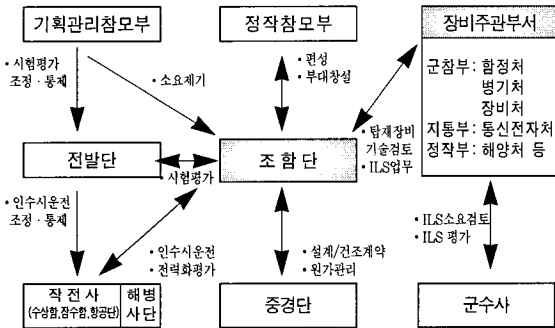 기획관리참모부
정작참모부
장비주관부서
• 시험평가
조정 · 통제
• 소요제기
• 편성
• 부대창설
군참부 : 함정처
병기처
장비처
지통부 : 통신전자처
정작부 : 해양처 등
• 탑재장비
기술검토
• ILS업무
전발단
조 함 단
• 시험평가
• 인수시운전
조정 · 통제
• 인수시운전
• 전력화평가
• 설계/건조계약
• 원가관리
• ILS소요검토
• ILS 평가
작 전 사
(수상함,잠수함,항공단)
해병
사단
중경단
군수사